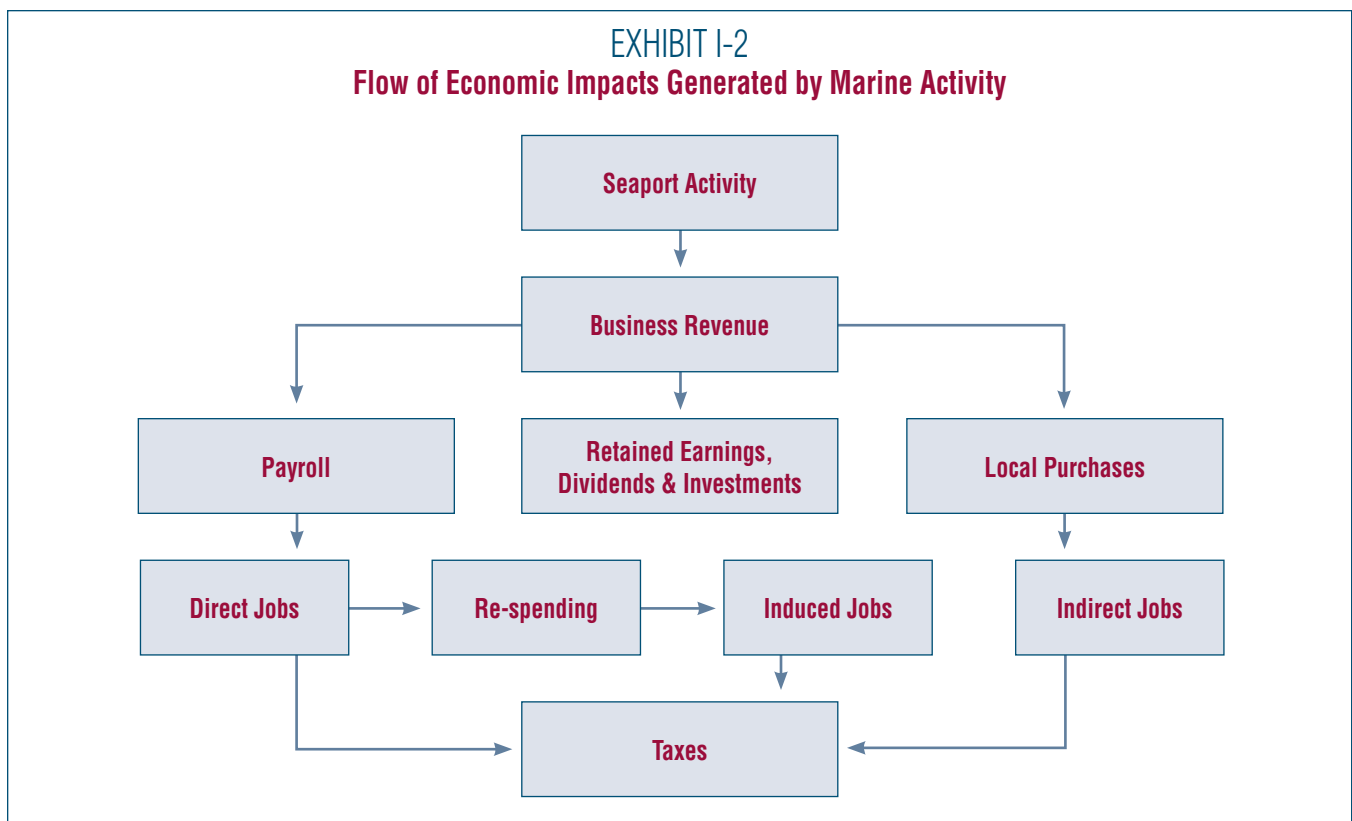 EXHIBIT I-2
Flow of Economic Impacts Generated by Marine Activity
Seaport Activity
Business Revenue
Payroll
Retained Earnings,
Dividends & Investments
Local Purchases
Direct Jobs
Re-spending
Induced Jobs
Indirect Jobs
Taxes